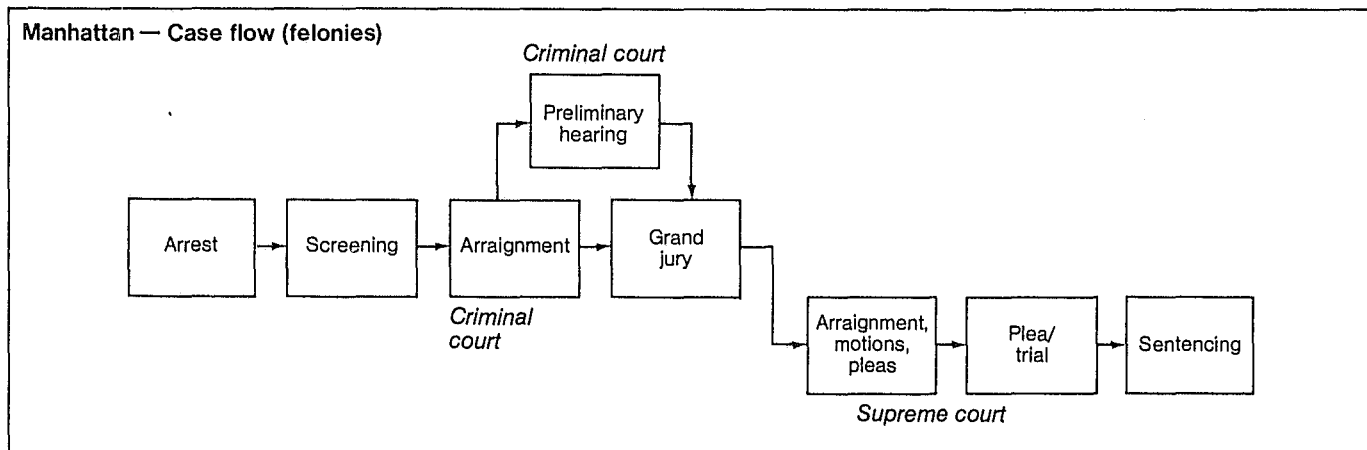 Manhattan — Case flow (felonies)
Criminal court
Preliminary
hearing
Arrest
Screening
Arraignment
Grand
jury
Criminal
court
Arraignment,
motions,
pleas
Plea/
trial
Sentencing
Supreme court